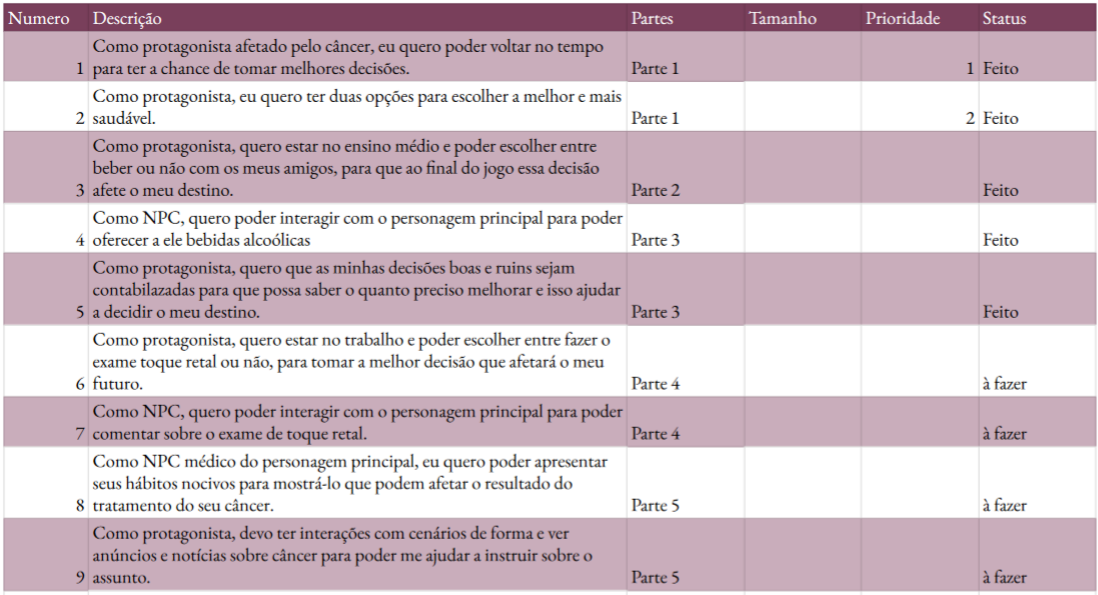 Numero Descrição Partes Tamanho Prioridade Status
Como protagonista afetado pelo câncer, eu quero poder voltar no tempo
1 para ter a chance de tomar melhores decisões. Parte 1 1 Feito
Como protagonista, eu quero ter duas opções para escolher a melhor e mais
2 saudável. Parte 1 2 Feito
Como protagonista, quero estar no ensino médio e poder escolher entre
beber ou não com os meus amigos, para que ao final do jogo essa decisão
3 afete o meu destino. Parte 2 Feito
Como NPC, quero poder interagir com o personagem principal para poder
4 oferecer a ele bebidas alcoólicas Parte 3 Feito
Como protagonista, quero que as minhas decisões boas e ruins sejam
contabilazadas para que possa saber o quanto preciso melhorar e isso ajudar
5 a decidir o meu destino. Parte 3 Feito
Como protagonista, quero estar no trabalho e poder escolher entre fazer o
exame toque retal ou não, para tomar a melhor decisão que afetará o meu
6 futuro. Parte 4 à fazer
Como NPC, quero poder interagir com o personagem principal para poder
7 comentar sobre o exame de toque retal. Parte 4 à fazer
Como NPC médico do personagem principal, eu quero poder apresentar
seus hábitos nocivos para mostrá-lo que podem afetar o resultado do
8 tratamento do seu câncer. Parte 5 à fazer
Como protagonista, devo ter interações com cenários de forma e ver
anúncios e notícias sobre câncer para poder me ajudar a instruir sobre o
9 assunto. Parte 5 à fazer